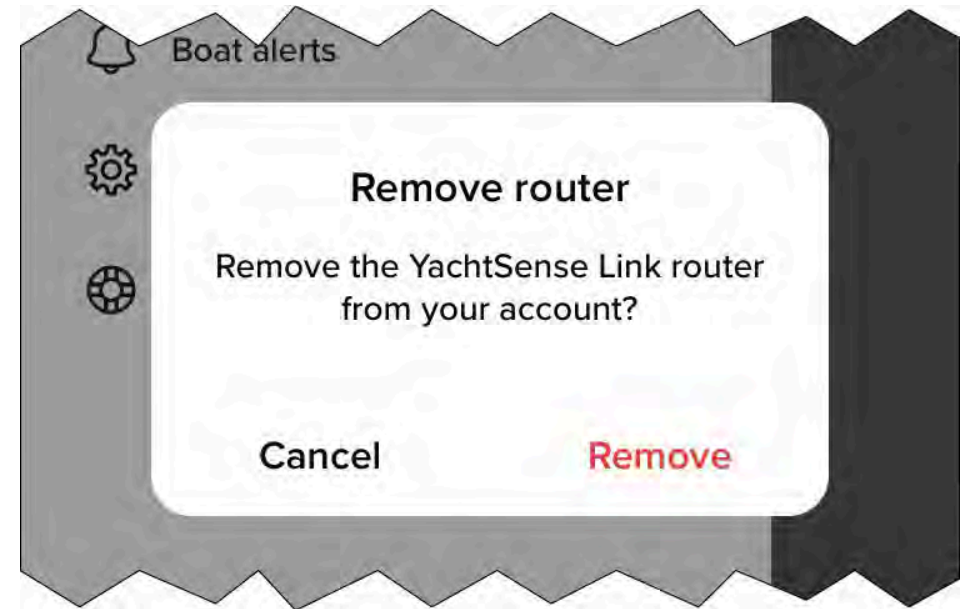 Boat alerts
Remove router
Remove the YachtSense Link router
from your account?
Cancel
Remove